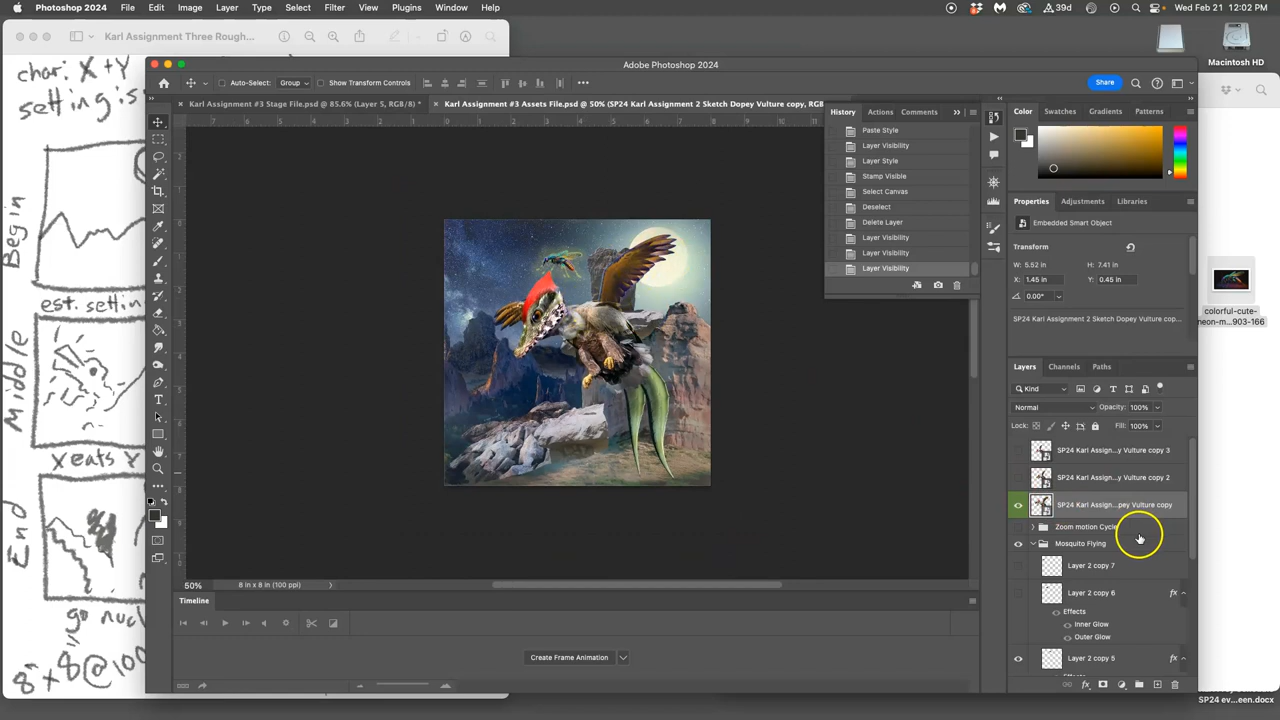 Photoshop 2024 File Edit Image Layer Type Select Filter View Plugins Window Help
39d Wed Feb 21 12:02 PM
Karl Assignment Three Rough...
Macintosh HD
char: X + Y
Adobe Photoshop 2024
Auto-Select: Group Show Transform Controls
Share
Karl Assignment #3 Stage File.psd @ 85.6% (Layer 5, RGB/8) *
Karl Assignment #3 Assets File.psd @ 50% (SP24 Karl Assignment 2 Sketch Dopey Vulture copy, RGB
History Actions Comments
Paste Style
Layer Visibility
Layer Style
Stamp Visible
Select Canvas
Deselect
Delete Layer
Layer Visibility
Layer Visibility
Layer Visibility
Color Swatches Gradients Patterns
Properties Adjustments Libraries
Embedded Smart Object
Transform
W: 5.52 in H: 7.41 in
X: 1.45 in Y: 0.45 in
0.00°
SP24 Karl Assignment 2 Sketch Dopey Vulture cop...
Layers Channels Paths
Kind
Normal Opacity: 100%
Lock: Fill: 100%
SP24 Karl Assign...y Vulture copy 3
SP24 Karl Assign...y Vulture copy 2
SP24 Karl Assign...pey Vulture copy
Zoom motion Cycle
Mosquito Flying
Layer 2 copy 7
Layer 2 copy 6 fx
Effects
Inner Glow
Outer Glow
Layer 2 copy 5 fx
colorful-cute-
neon-m...903-166
Begin
est. setting
Middle
X eats Y
End
go nucl
8" x 8" @ 100
50% 8 in x 8 in (100 ppi)
Timeline
Create Frame Animation
SP24 ev...een.docx